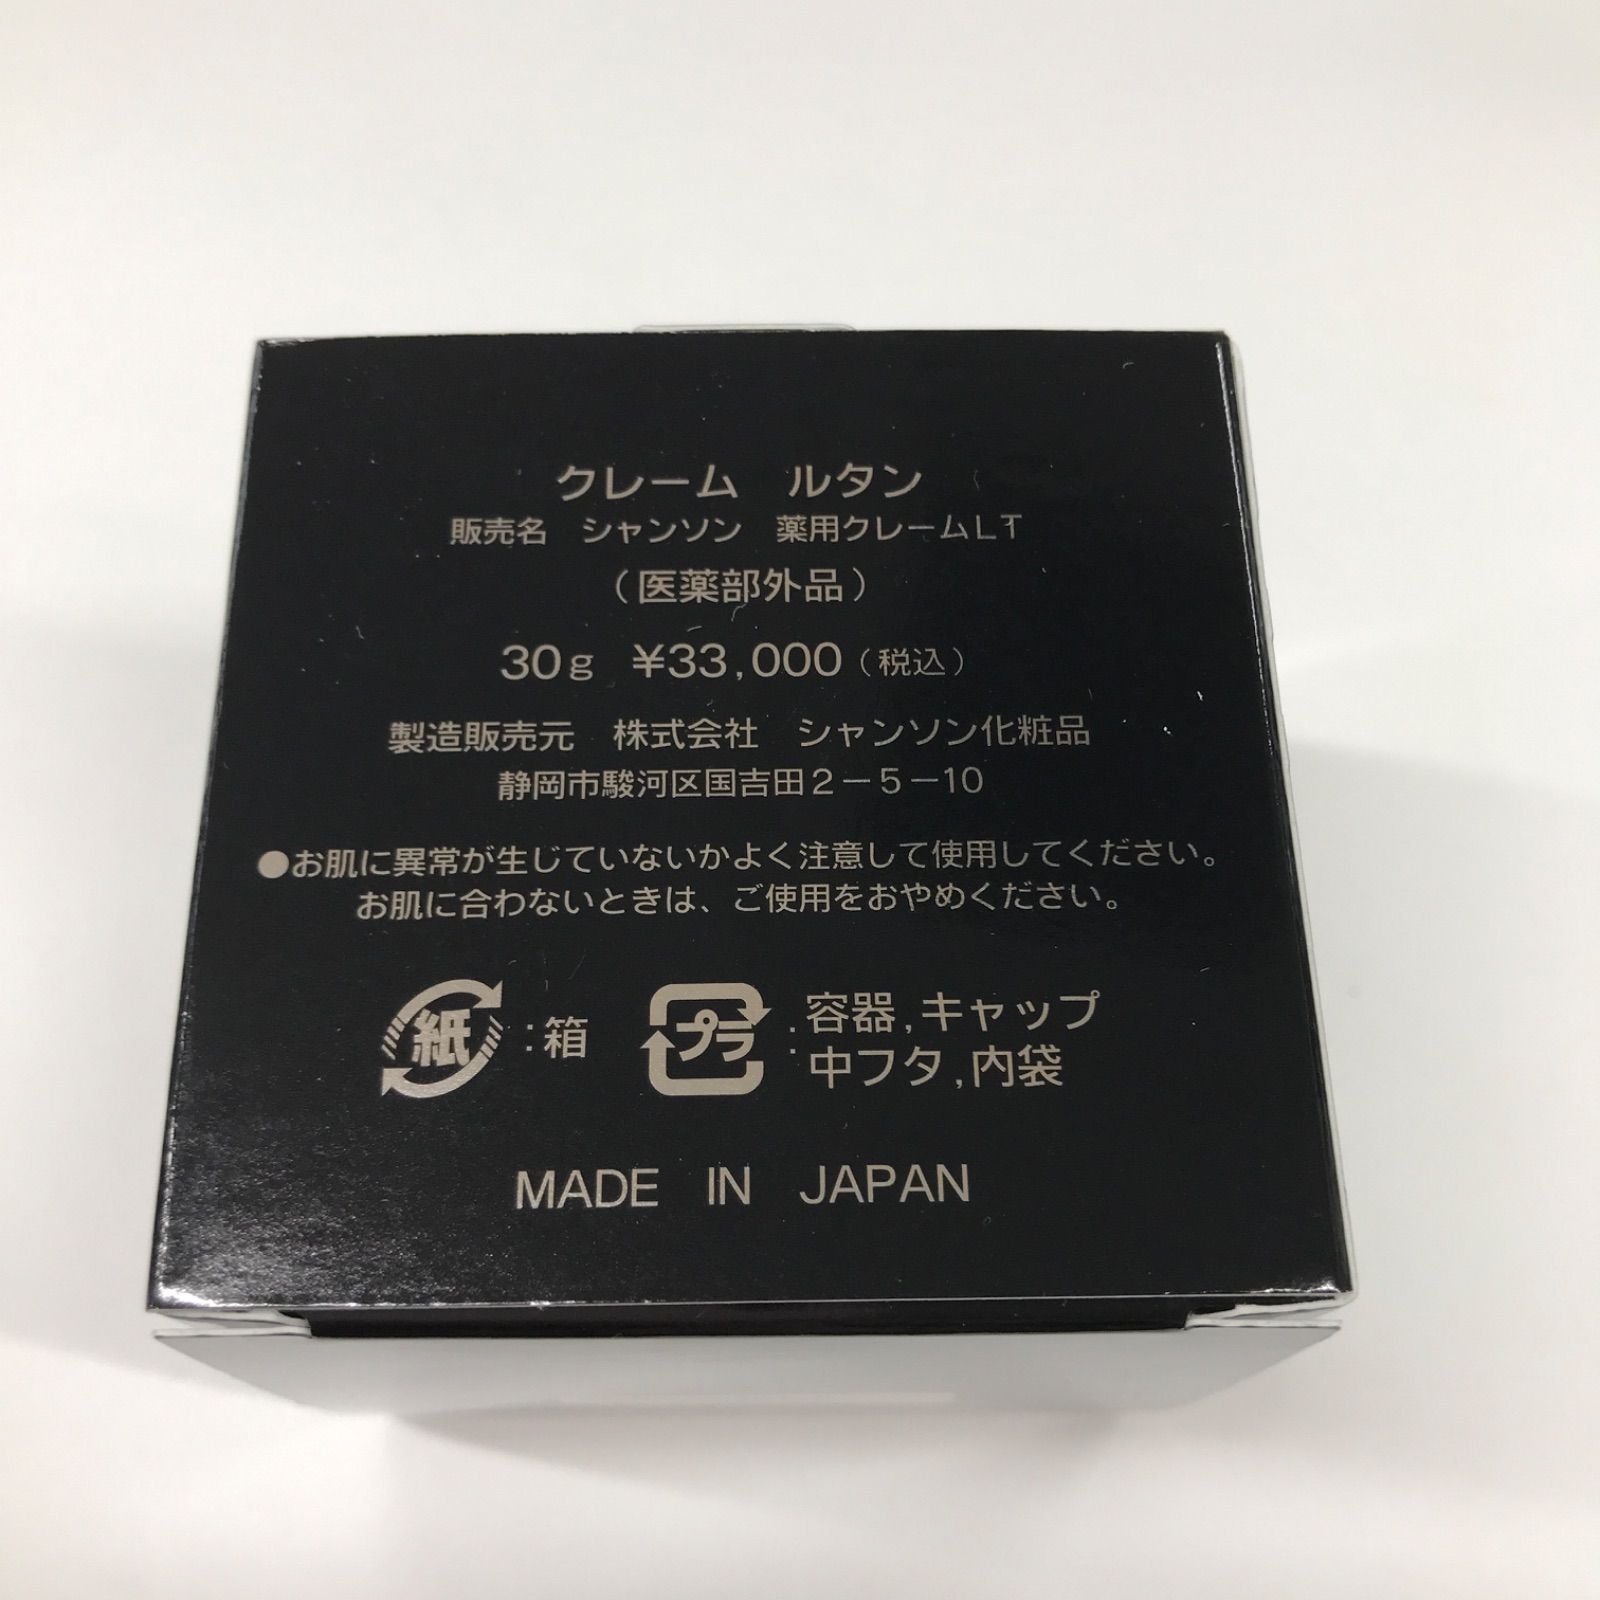 クレーム ルタン
販売名 シャンソン 薬用クレームLT
（医薬部外品）
30g ¥33,000（税込）
製造販売元 株式会社 シャンソン化粧品
静岡市駿河区国吉田2－5－10
●お肌に異常が生じていないかよく注意して使用してください。
お肌に合わないときは、ご使用をおやめください。
紙 :箱
プラ :容器,キャップ
:中フタ,内袋
MADE IN JAPAN